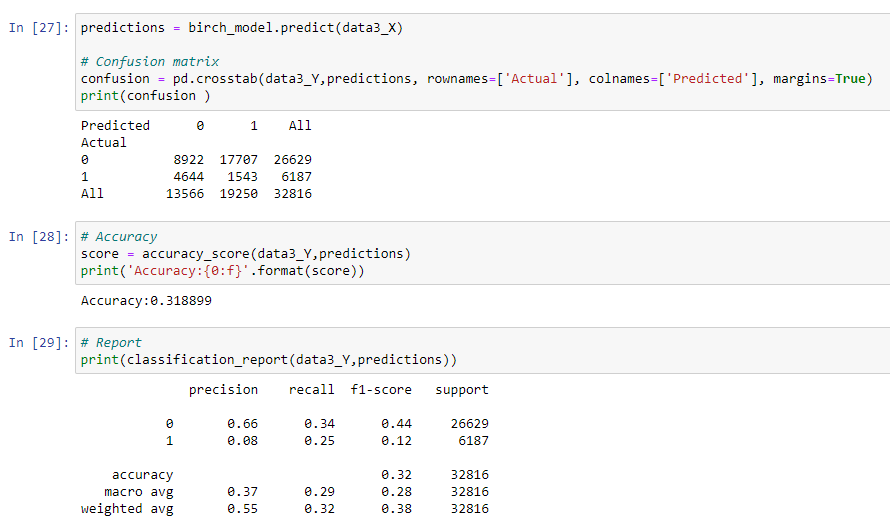 In [27]: predictions = birch_model.predict(data3_X)
# Confusion matrix
confusion = pd.crosstab(data3_Y,predictions, rownames=['Actual'], colnames=['Predicted'], margins=True)
print(confusion )
Predicted      0      1    All
Actual
0           8922  17707  26629
1           4644   1543   6187
All        13566  19250  32816
In [28]: # Accuracy
score = accuracy_score(data3_Y,predictions)
print('Accuracy:{0:f}'.format(score))
Accuracy:0.318899
In [29]: # Report
print(classification_report(data3_Y,predictions))
              precision    recall  f1-score   support
           0       0.66      0.34      0.44     26629
           1       0.08      0.25      0.12      6187
    accuracy                           0.32     32816
   macro avg       0.37      0.29      0.28     32816
weighted avg       0.55      0.32      0.38     32816